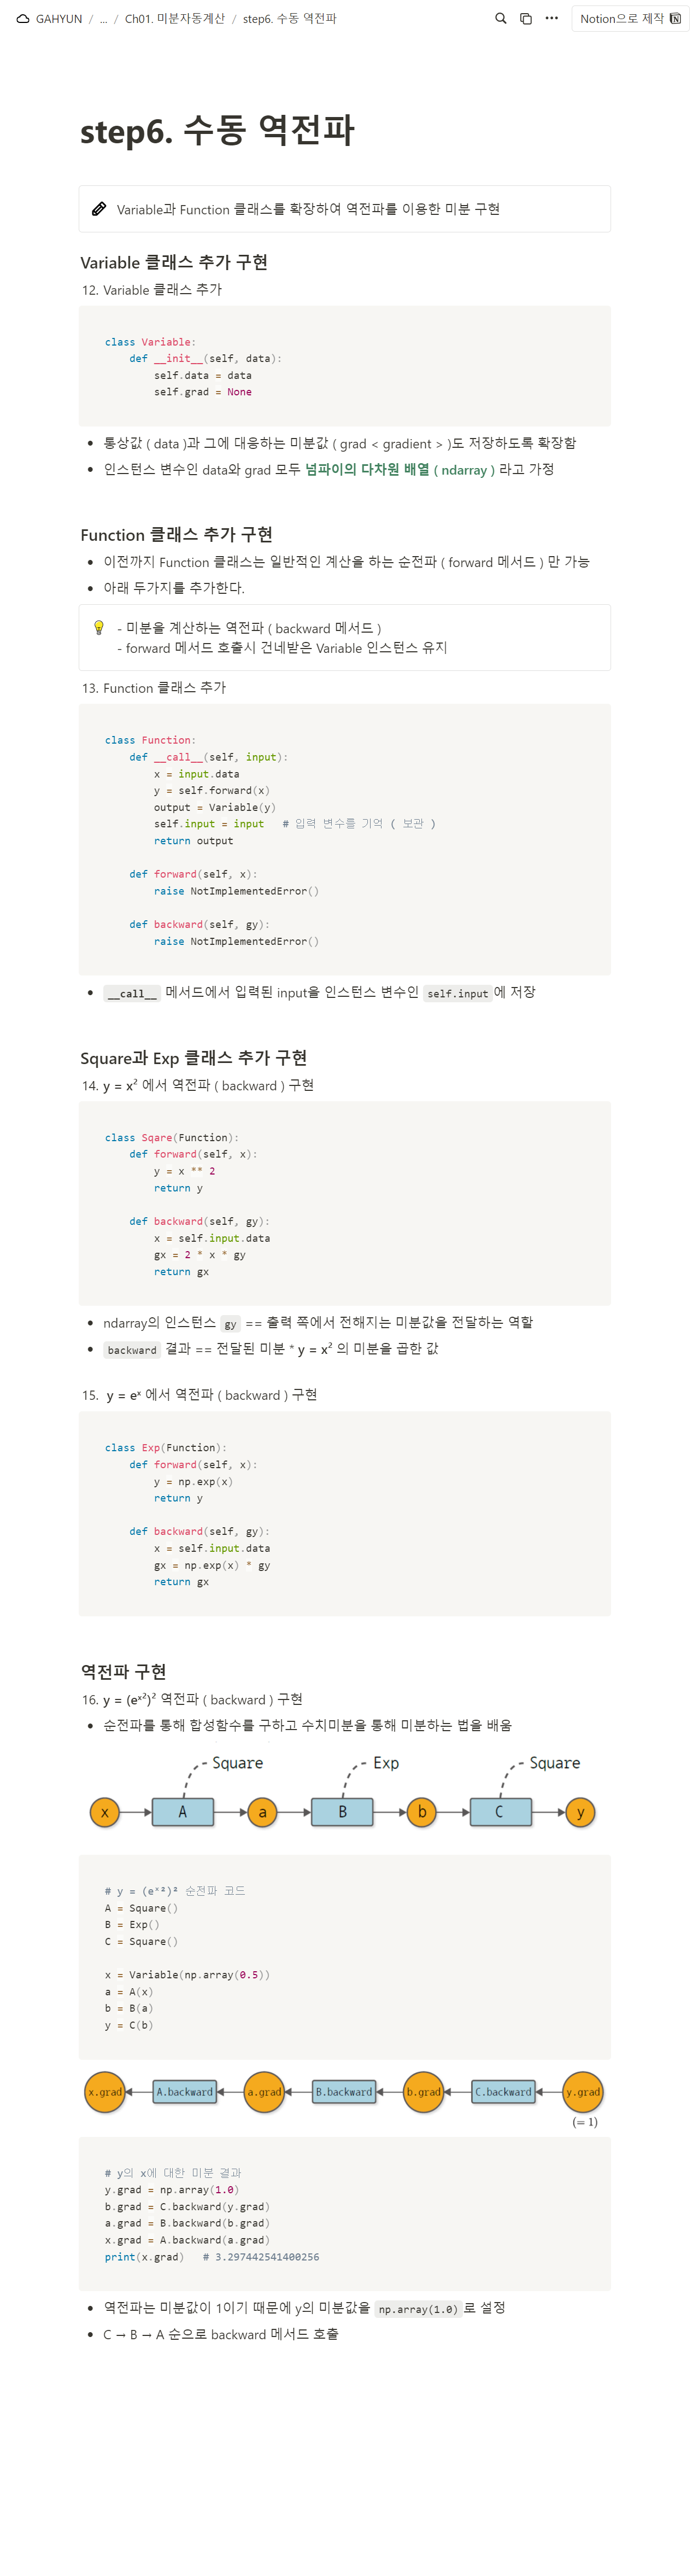 GAHYUN / ... / Ch01. 미분자동계산 / step6. 수동 역전파
Notion으로 제작
step6. 수동 역전파
Variable과 Function 클래스를 확장하여 역전파를 이용한 미분 구현
Variable 클래스 추가 구현
12. Variable 클래스 추가
class Variable:
    def __init__(self, data):
        self.data = data
        self.grad = None
• 통상값 ( data )과 그에 대응하는 미분값 ( grad < gradient > )도 저장하도록 확장함
• 인스턴스 변수인 data와 grad 모두 넘파이의 다차원 배열 ( ndarray ) 라고 가정
Function 클래스 추가 구현
• 이전까지 Function 클래스는 일반적인 계산을 하는 순전파 ( forward 메서드 ) 만 가능
• 아래 두가지를 추가한다.
- 미분을 계산하는 역전파 ( backward 메서드 )
- forward 메서드 호출시 건네받은 Variable 인스턴스 유지
13. Function 클래스 추가
class Function:
    def __call__(self, input):
        x = input.data
        y = self.forward(x)
        output = Variable(y)
        self.input = input   # 입력 변수를 기억 ( 보관 )
        return output
    def forward(self, x):
        raise NotImplementedError()
    def backward(self, gy):
        raise NotImplementedError()
• __call__ 메서드에서 입력된 input을 인스턴스 변수인 self.input에 저장
Square과 Exp 클래스 추가 구현
14. y = x² 에서 역전파 ( backward ) 구현
class Sqare(Function):
    def forward(self, x):
        y = x ** 2
        return y
    def backward(self, gy):
        x = self.input.data
        gx = 2 * x * gy
        return gx
• ndarray의 인스턴스 gy == 출력 쪽에서 전해지는 미분값을 전달하는 역할
• backward 결과 == 전달된 미분 * y = x² 의 미분을 곱한 값
15. y = eˣ 에서 역전파 ( backward ) 구현
class Exp(Function):
    def forward(self, x):
        y = np.exp(x)
        return y
    def backward(self, gy):
        x = self.input.data
        gx = np.exp(x) * gy
        return gx
역전파 구현
16. y = (eˣ²)² 역전파 ( backward ) 구현
• 순전파를 통해 합성함수를 구하고 수치미분을 통해 미분하는 법을 배움
Square Exp Square
x A a B b C y
# y = (eˣ²)² 순전파 코드
A = Square()
B = Exp()
C = Square()
x = Variable(np.array(0.5))
a = A(x)
b = B(a)
y = C(b)
x.grad A.backward a.grad B.backward b.grad C.backward y.grad
(= 1)
# y의 x에 대한 미분 결과
y.grad = np.array(1.0)
b.grad = C.backward(y.grad)
a.grad = B.backward(b.grad)
x.grad = A.backward(a.grad)
print(x.grad)   # 3.297442541400256
• 역전파는 미분값이 1이기 때문에 y의 미분값을 np.array(1.0)로 설정
• C → B → A 순으로 backward 메서드 호출